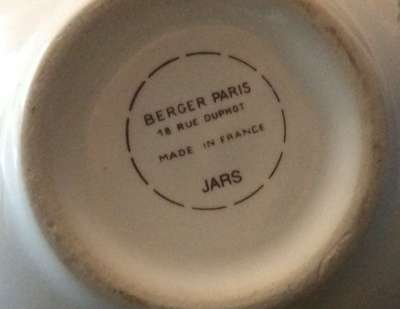 BERGER PARIS
18 RUE DUPHOT
MADE IN FRANCE
JARS